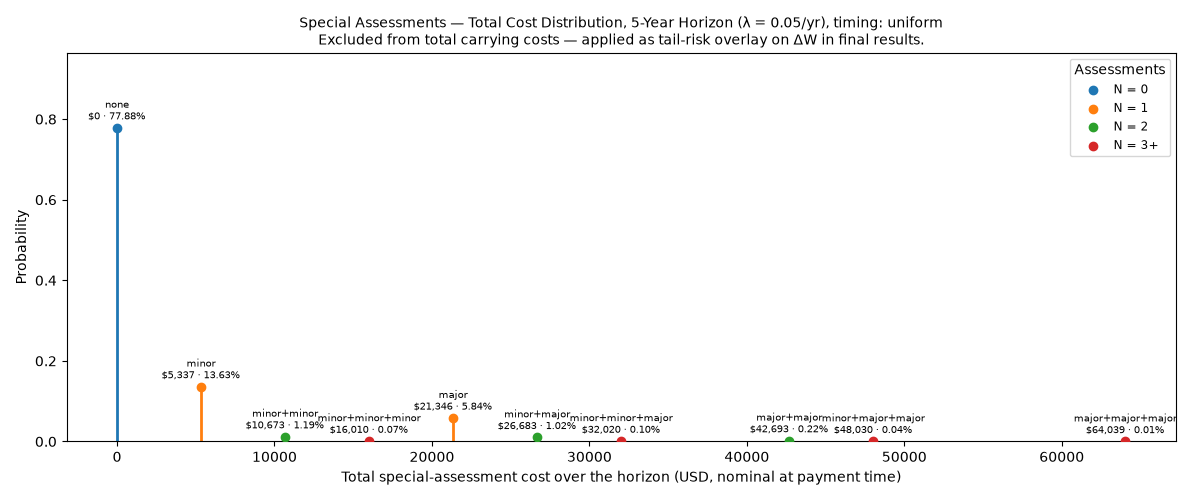 Special Assessments — Total Cost Distribution, 5-Year Horizon (λ = 0.05/yr), timing: uniform
Excluded from total carrying costs — applied as tail-risk overlay on ΔW in final results.
Assessments
N = 0
N = 1
N = 2
N = 3+
Probability
0.8
0.6
0.4
0.2
0.0
none
$0 · 77.88%
minor
$5,337 · 13.63%
minor+minor
$10,673 · 1.19%
minor+minor+minor
$16,010 · 0.07%
major
$21,346 · 5.84%
minor+major
$26,683 · 1.02%
minor+minor+major
$32,020 · 0.10%
major+major
$42,693 · 0.22%
minor+major+major
$48,030 · 0.04%
major+major+major
$64,039 · 0.01%
0
10000
20000
30000
40000
50000
60000
Total special-assessment cost over the horizon (USD, nominal at payment time)